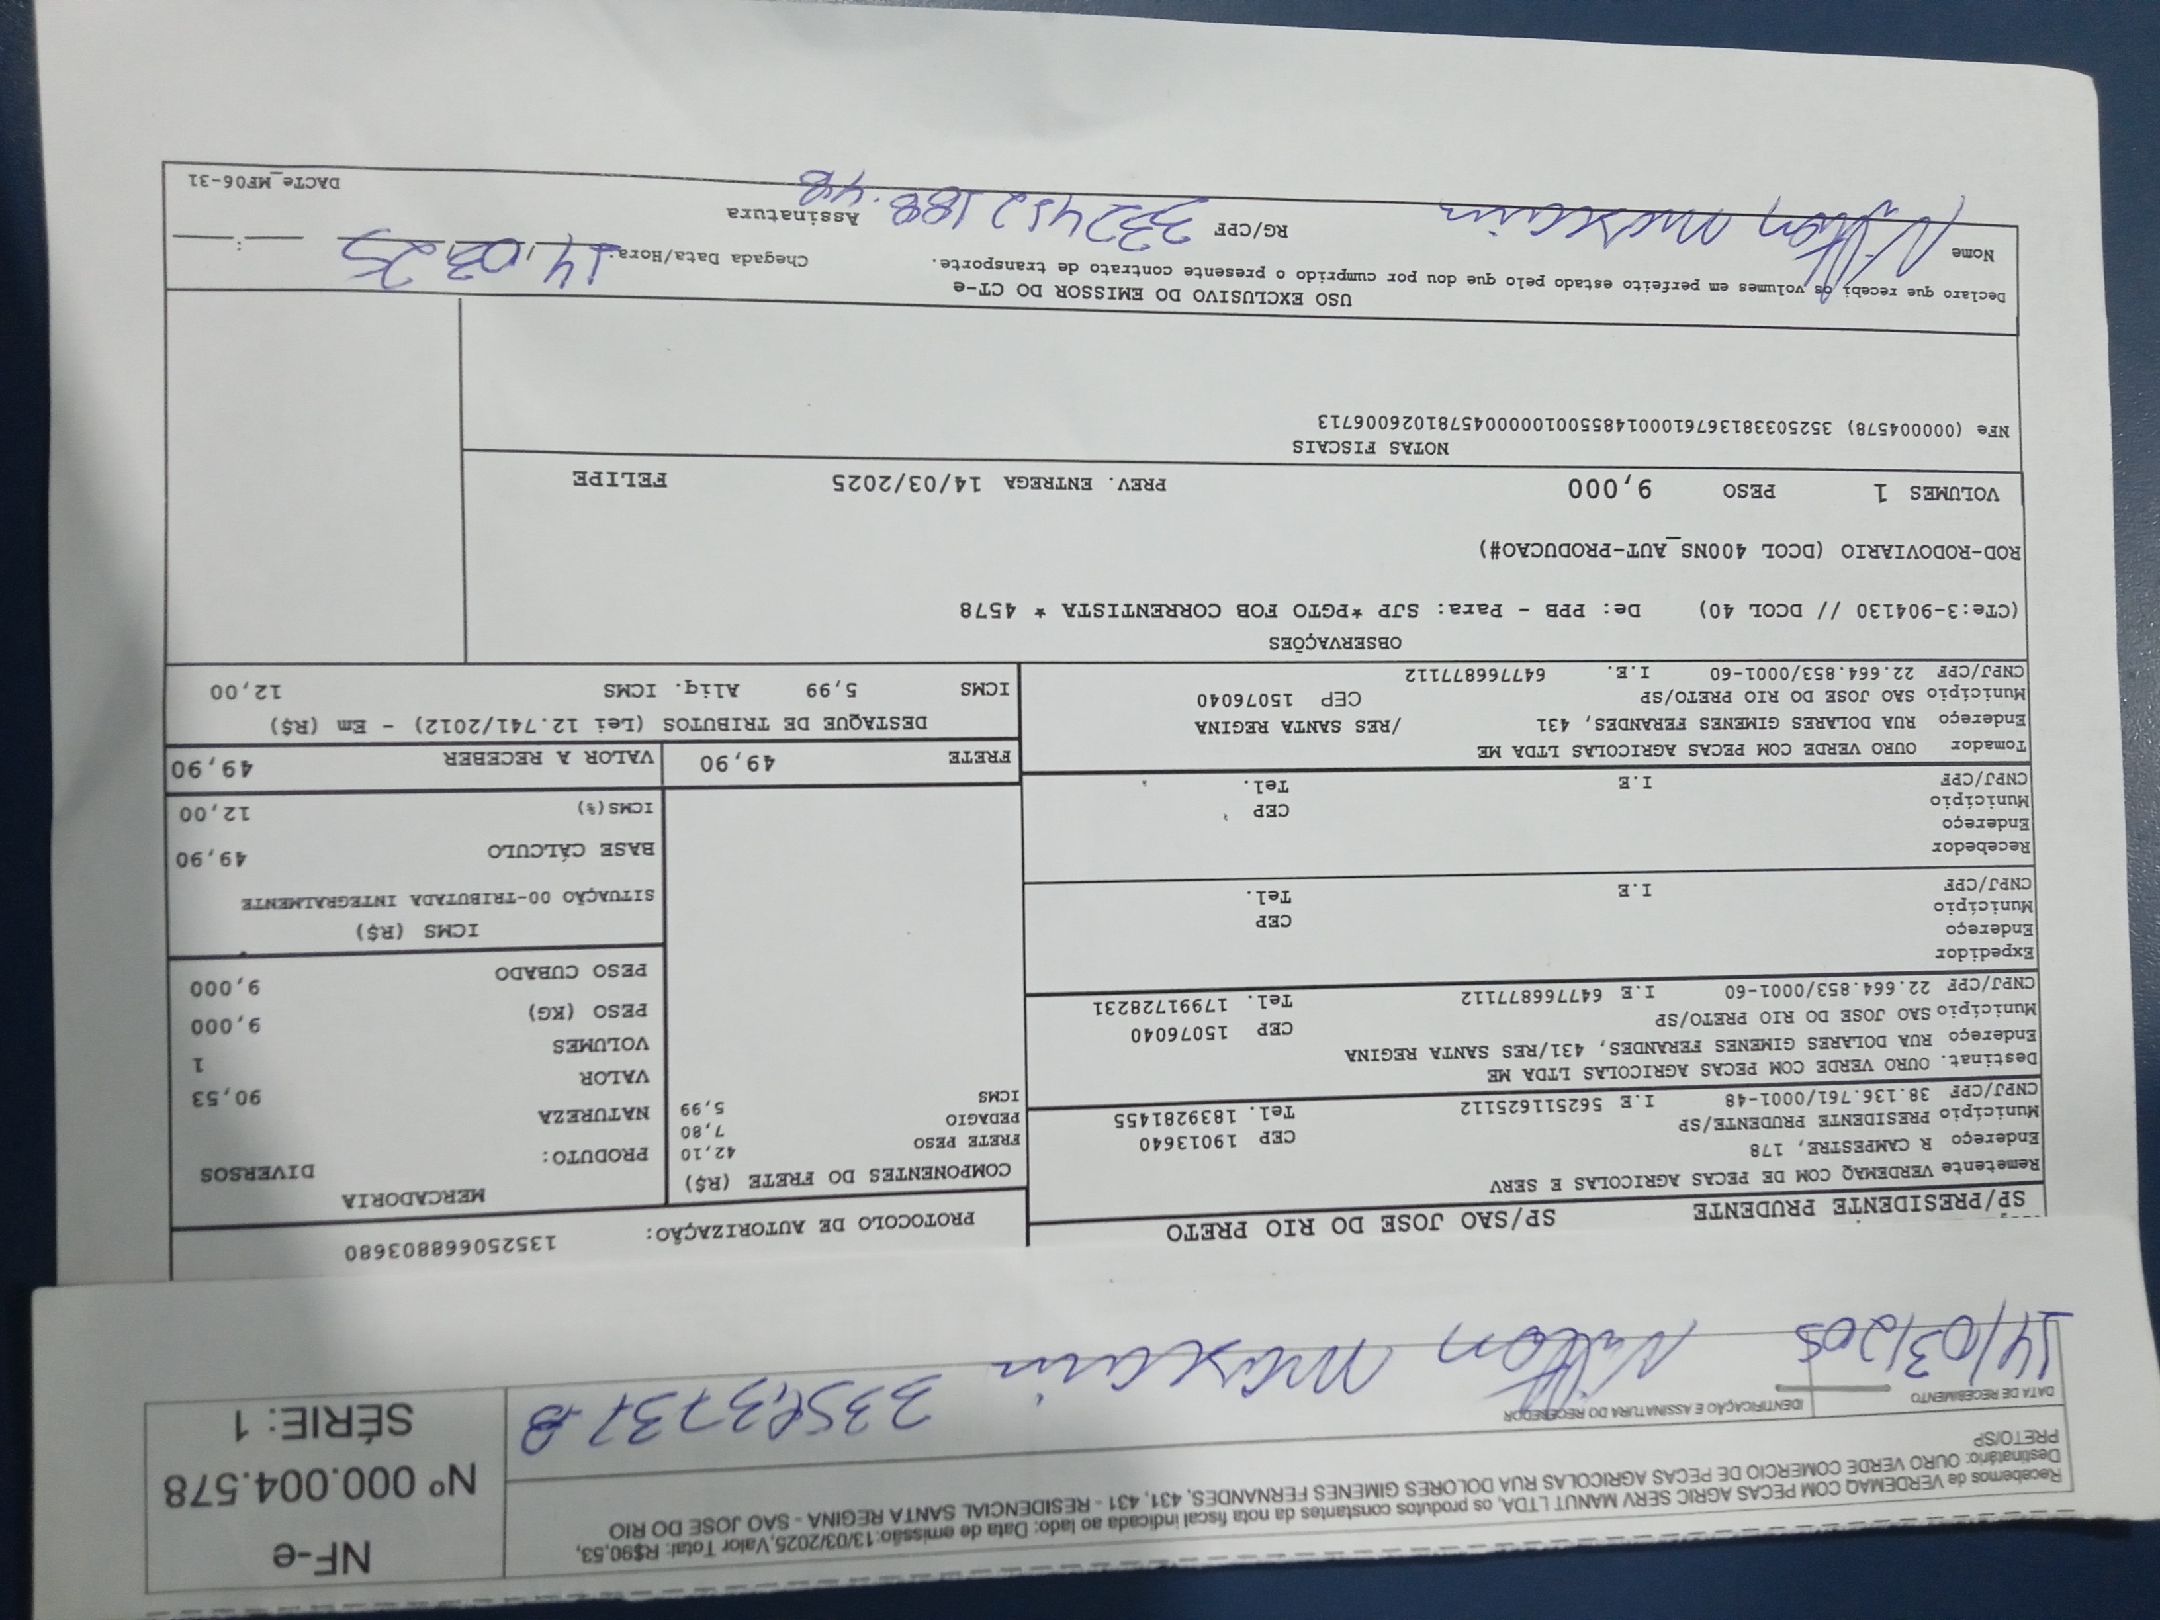 Recebemos de VERDEMAQ COM PECAS AGRIC SERV MANUT LTDA, os produtos constantes da nota fiscal indicada ao lado; Data de emissão:13/03/2025,Valor Total: R$90,53,
Destinatário: OURO VERDE COMERCIO DE PECAS AGRICOLAS RUA DOLORES GIMENES FERNANDES, 431, 431 - RESIDENCIAL SANTA REGINA - SAO JOSE DO RIO
PRETO/SP
NF-e
Nº 000.004.578
SÉRIE: 1
DATA DE RECEBIMENTO
IDENTIFICAÇÃO E ASSINATURA DO RECEBEDOR
14/03/205 Nilton
SP/PRESIDENTE PRUDENTE SP/SAO JOSE DO RIO PRETO
PROTOCOLO DE AUTORIZAÇÃO: 135250668803680
Remetente VERDEMAQ COM DE PECAS AGRICOLAS E SERV
Endereço R CAMPESTRE, 178 CEP 19013640
Município PRESIDENTE PRUDENTE/SP Tel. 1839281455
CNPJ/CPF 38.136.761/0001-48 I.E 562511625112
Destinat. OURO VERDE COM PECAS AGRICOLAS LTDA ME
Endereço RUA DOLARES GIMENES FERANDES, 431/RES SANTA REGINA
Município SAO JOSE DO RIO PRETO/SP CEP 15076040
CNPJ/CPF 22.664.853/0001-60 I.E 647766877112 Tel. 17991728231
Expedidor
Endereço
Município CEP
CNPJ/CPF I.E Tel.
Recebedor
Endereço
Município CEP
CNPJ/CPF I.E Tel.
Tomador OURO VERDE COM PECAS AGRICOLAS LTDA ME
Endereço RUA DOLARES GIMENES FERANDES, 431 /RES SANTA REGINA
Município SAO JOSE DO RIO PRETO/SP CEP 15076040
CNPJ/CPF 22.664.853/0001-60 I.E. 647766877112
COMPONENTES DO FRETE (R$)
FRETE PESO 42,10
PEDAGIO 7,80
ICMS 5,99
MERCADORIA
PRODUTO: DIVERSOS
NATUREZA
VALOR 90,53
VOLUMES 1
PESO (KG) 9,000
PESO CUBADO 9,000
ICMS (R$)
SITUAÇÃO 00-TRIBUTADA INTEGRALMENTE
BASE CÁLCULO 49,90
ICMS(%) 12,00
FRETE 49,90 VALOR A RECEBER 49,90
DESTAQUE DE TRIBUTOS (Lei 12.741/2012) - Em (R$)
ICMS 5,99 Aliq. ICMS 12,00
OBSERVAÇÕES
(CTe:3-904130 // DCOL 40) De: PPB - Para: SJP *PGTO FOB CORRENTISTA * 4578
ROD-RODOVIARIO (DCOL 400NS_AUT-PRODUCAO#)
VOLUMES 1 PESO 9,000 PREV. ENTREGA 14/03/2025 FELIPE
NOTAS FISCAIS
NFe (000004578) 35250338136761000148550010000045781026006713
USO EXCLUSIVO DO EMISSOR DO CT-e
Declaro que recebi os volumes em perfeito estado pelo que dou por cumprido o presente contrato de transporte.
Chegada Data/Hora: 14,03,25 __:__
Nome Nilton RG/CPF Assinatura
DACTe_MF06-31